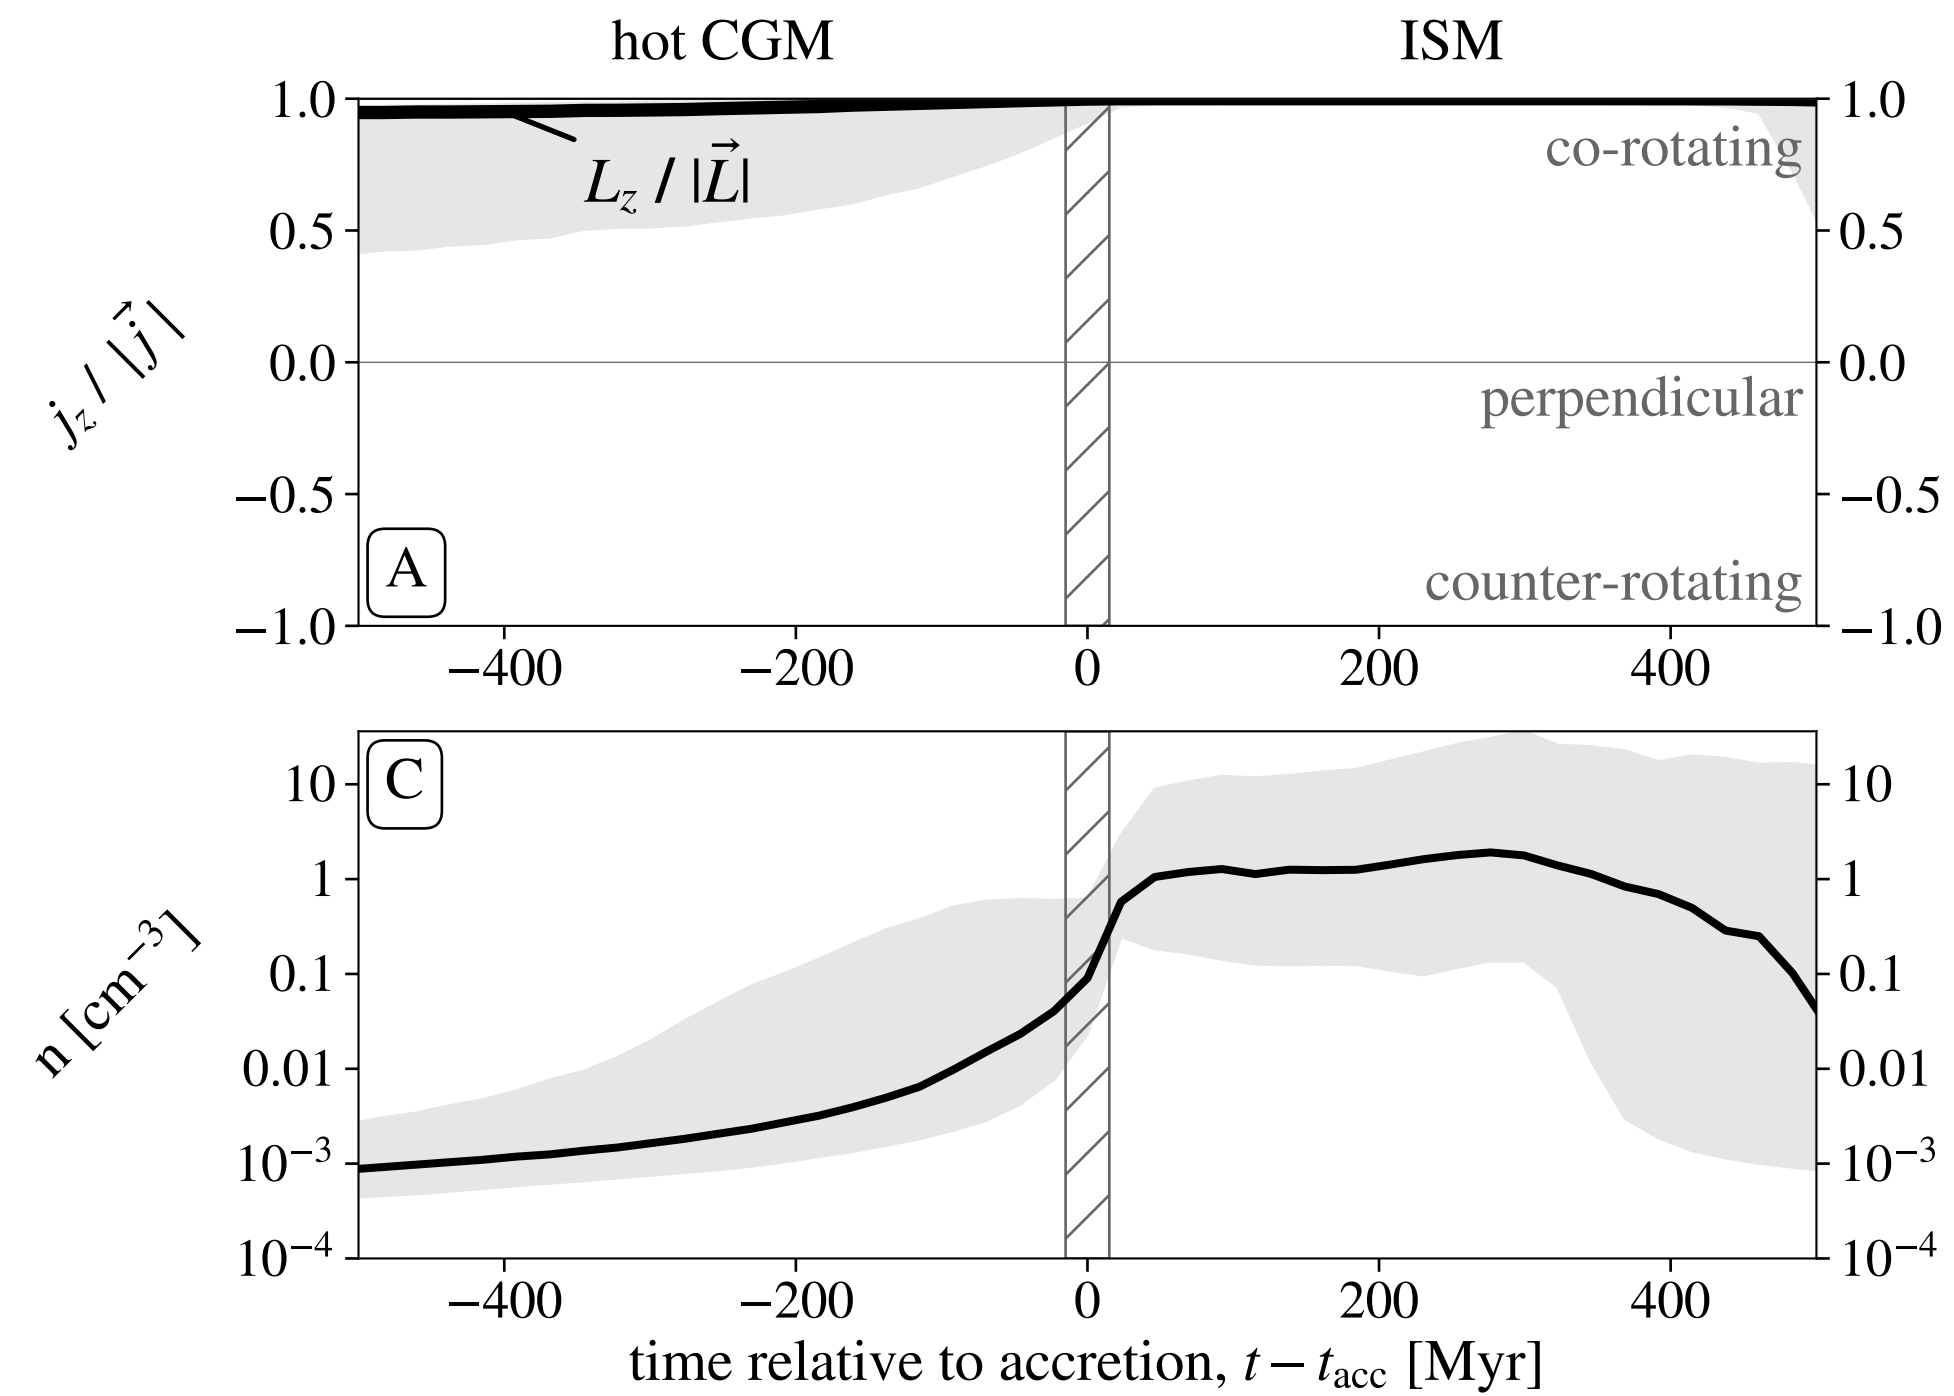 hot CGM ISM
1.0 1.0
co-rotating
L_z / |L⃗|
0.5 0.5
j_z / |j⃗|
0.0 0.0
perpendicular
−0.5 −0.5
A
counter-rotating
−1.0 −1.0
−400 −200 0 200 400
C
10 10
1 1
0.1 0.1
n [cm⁻³]
0.01 0.01
10⁻³ 10⁻³
10⁻⁴ 10⁻⁴
−400 −200 0 200 400
time relative to accretion, t − t_acc [Myr]